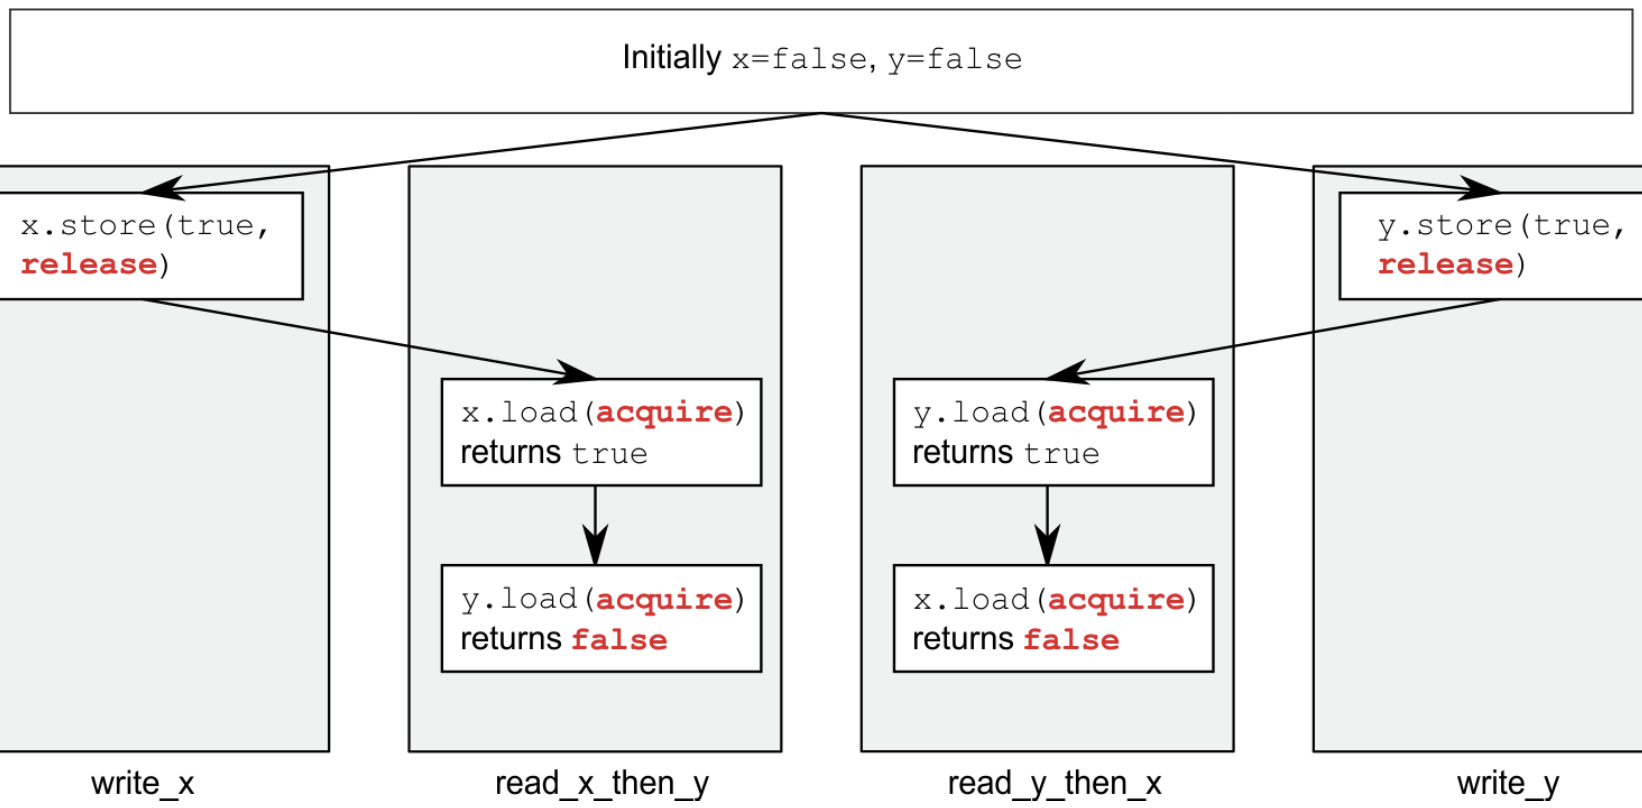 Initially x=false, y=false
x.store(true,
release)
y.store(true,
release)
x.load(acquire)
returns true
y.load(acquire)
returns true
y.load(acquire)
returns false
x.load(acquire)
returns false
write_x
read_x_then_y
read_y_then_x
write_y